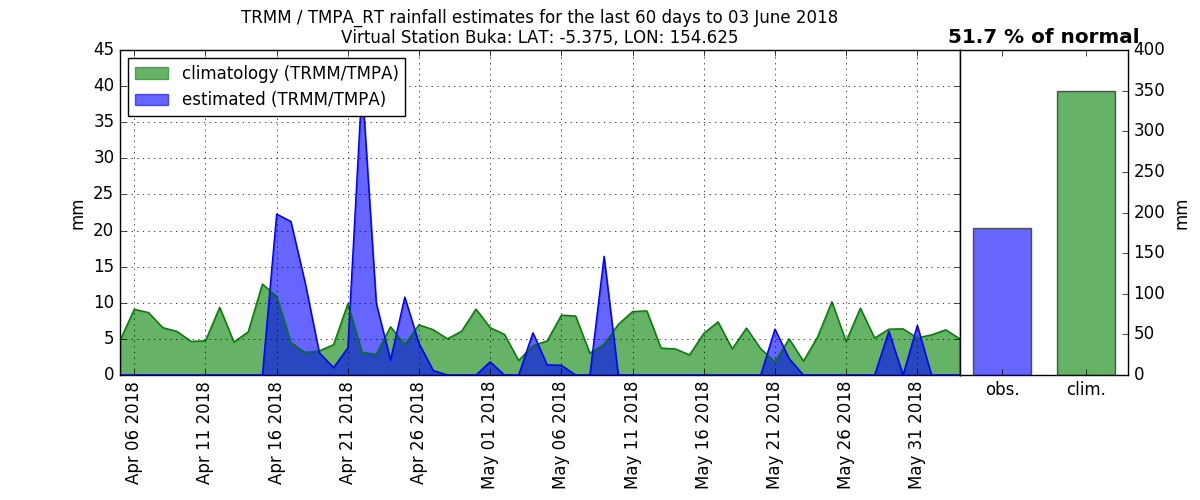 TRMM / TMPA_RT rainfall estimates for the last 60 days to 03 June 2018
Virtual Station Buka: LAT: -5.375, LON: 154.625
51.7 % of normal
climatology (TRMM/TMPA)
estimated (TRMM/TMPA)
mm
45
40
35
30
25
20
15
10
5
0
Apr 06 2018
Apr 11 2018
Apr 16 2018
Apr 21 2018
Apr 26 2018
May 01 2018
May 06 2018
May 11 2018
May 16 2018
May 21 2018
May 26 2018
May 31 2018
obs.
clim.
400
350
300
250
200
150
100
50
0
mm